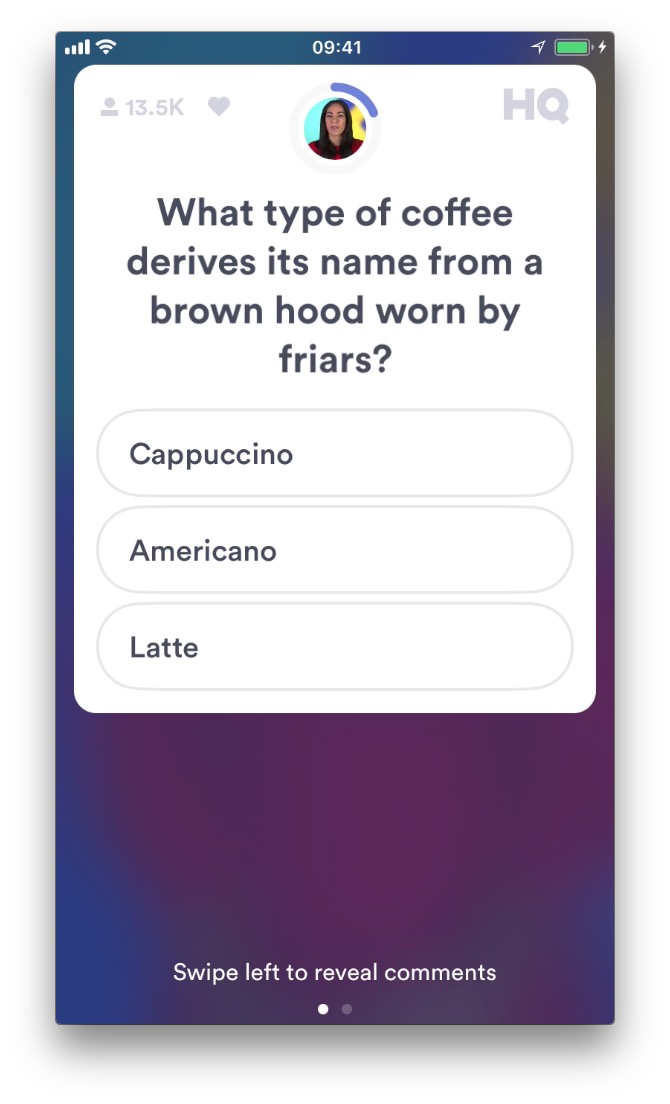 09:41
13.5K
HQ
What type of coffee
derives its name from a
brown hood worn by
friars?
Cappuccino
Americano
Latte
Swipe left to reveal comments